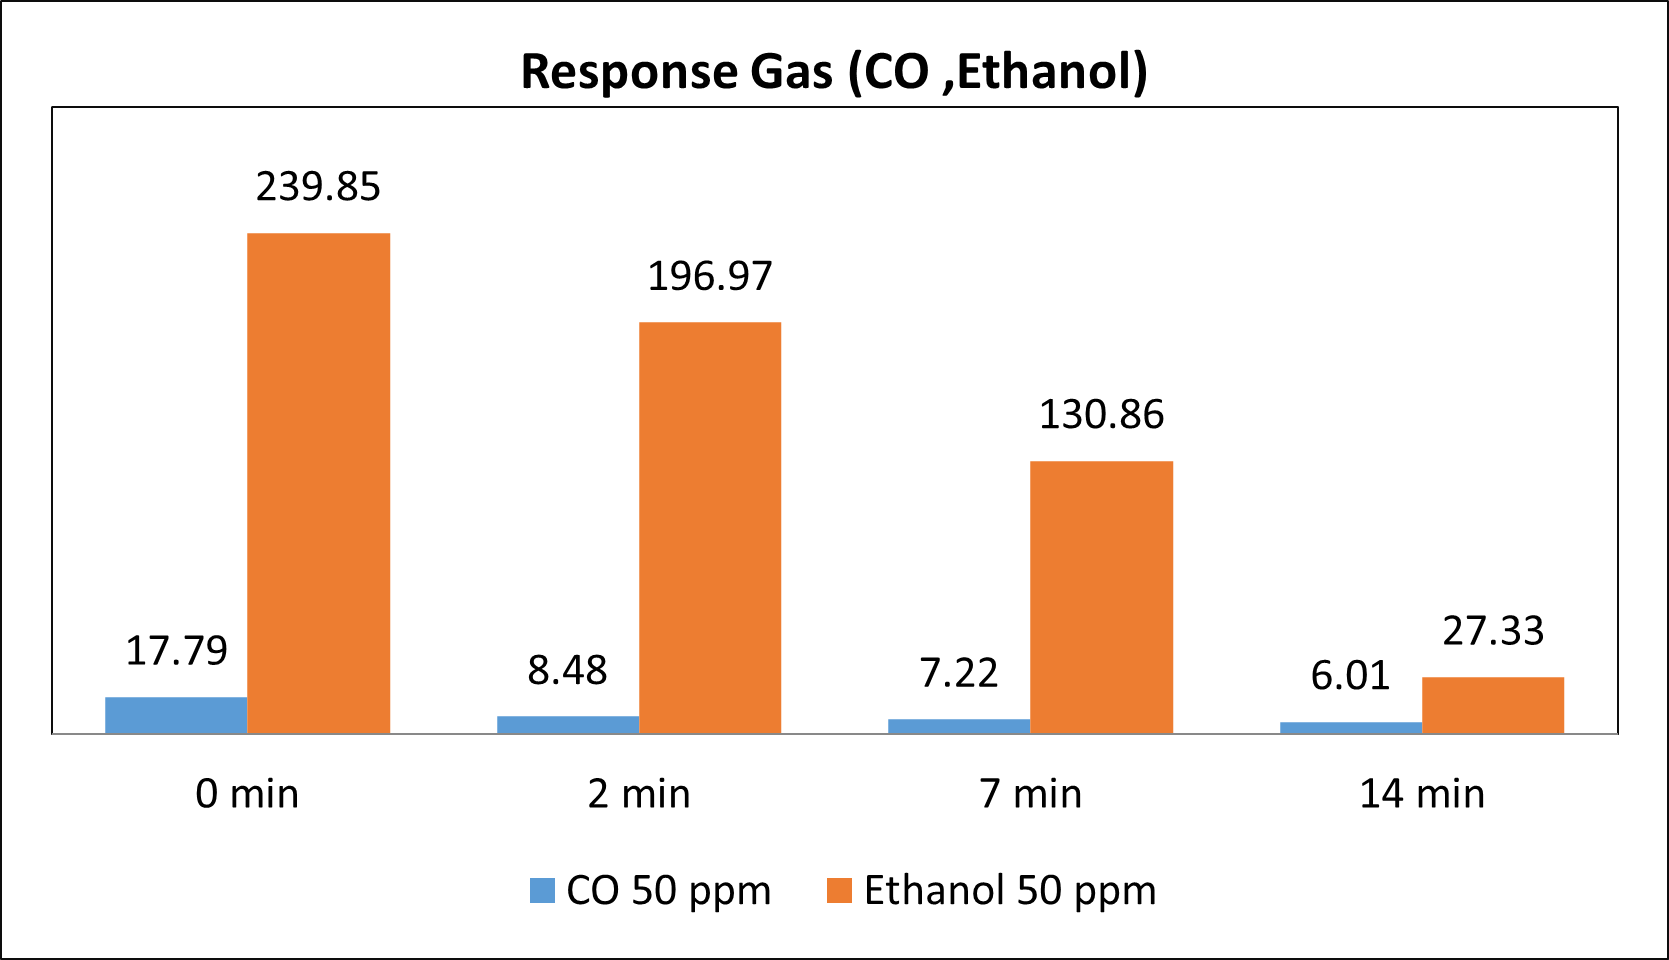 Response Gas (CO ,Ethanol)
239.85
196.97
130.86
27.33
17.79
8.48
7.22
6.01
0 min
2 min
7 min
14 min
CO 50 ppm
Ethanol 50 ppm